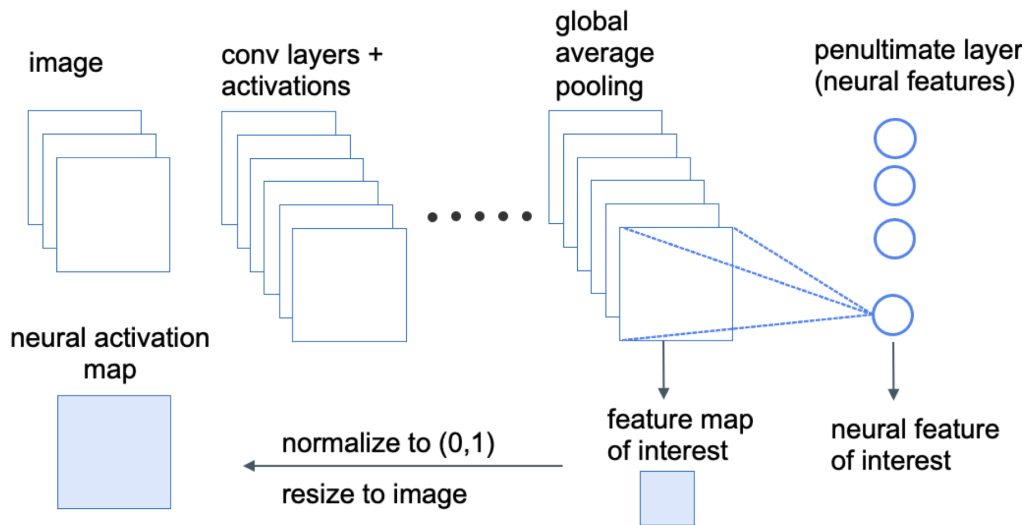 image
conv layers +
activations
global
average
pooling
penultimate layer
(neural features)
neural activation
map
normalize to (0,1)
resize to image
feature map
of interest
neural feature
of interest